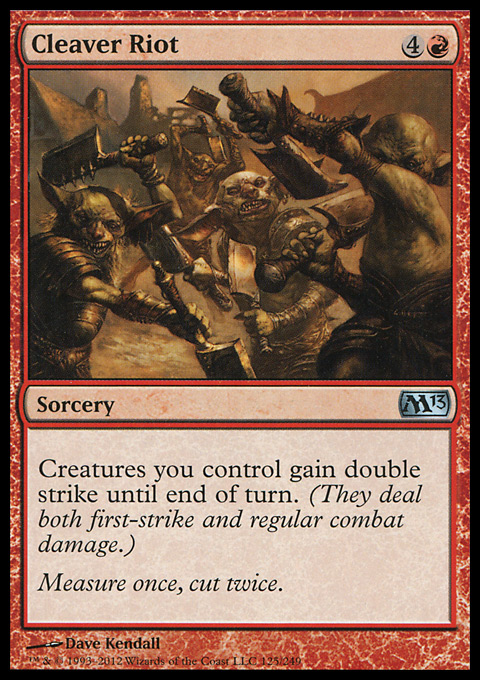 Cleaver Riot 4
Sorcery M13
Creatures you control gain double
strike until end of turn. (They deal
both first-strike and regular combat
damage.)
Measure once, cut twice.
Dave Kendall
™ & © 1993–2012 Wizards of the Coast LLC 125/249